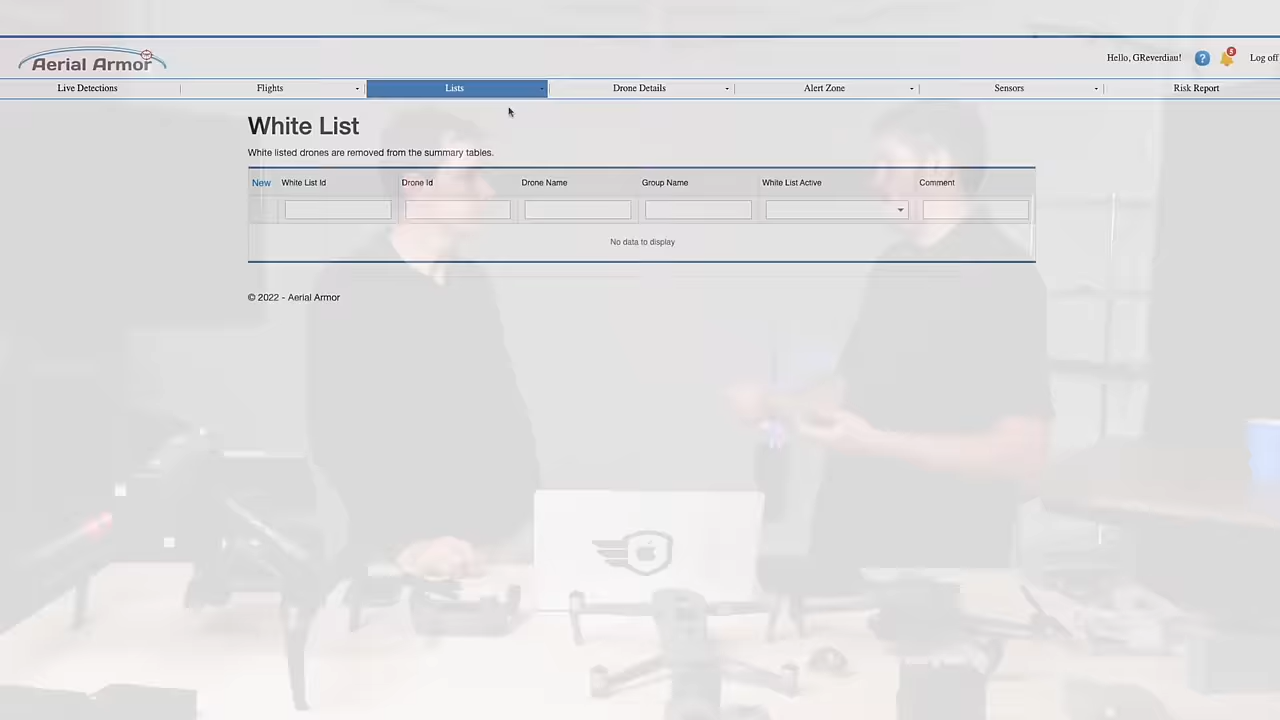 Hello, GReverdiau!
?
5
Log off
Aerial Armor
Live Detections
Flights
Lists
Drone Details
Alert Zone
Sensors
Risk Report
White List
White listed drones are removed from the summary tables.
New
White List Id
Drone Id
Drone Name
Group Name
White List Active
Comment
No data to display
© 2022 - Aerial Armor